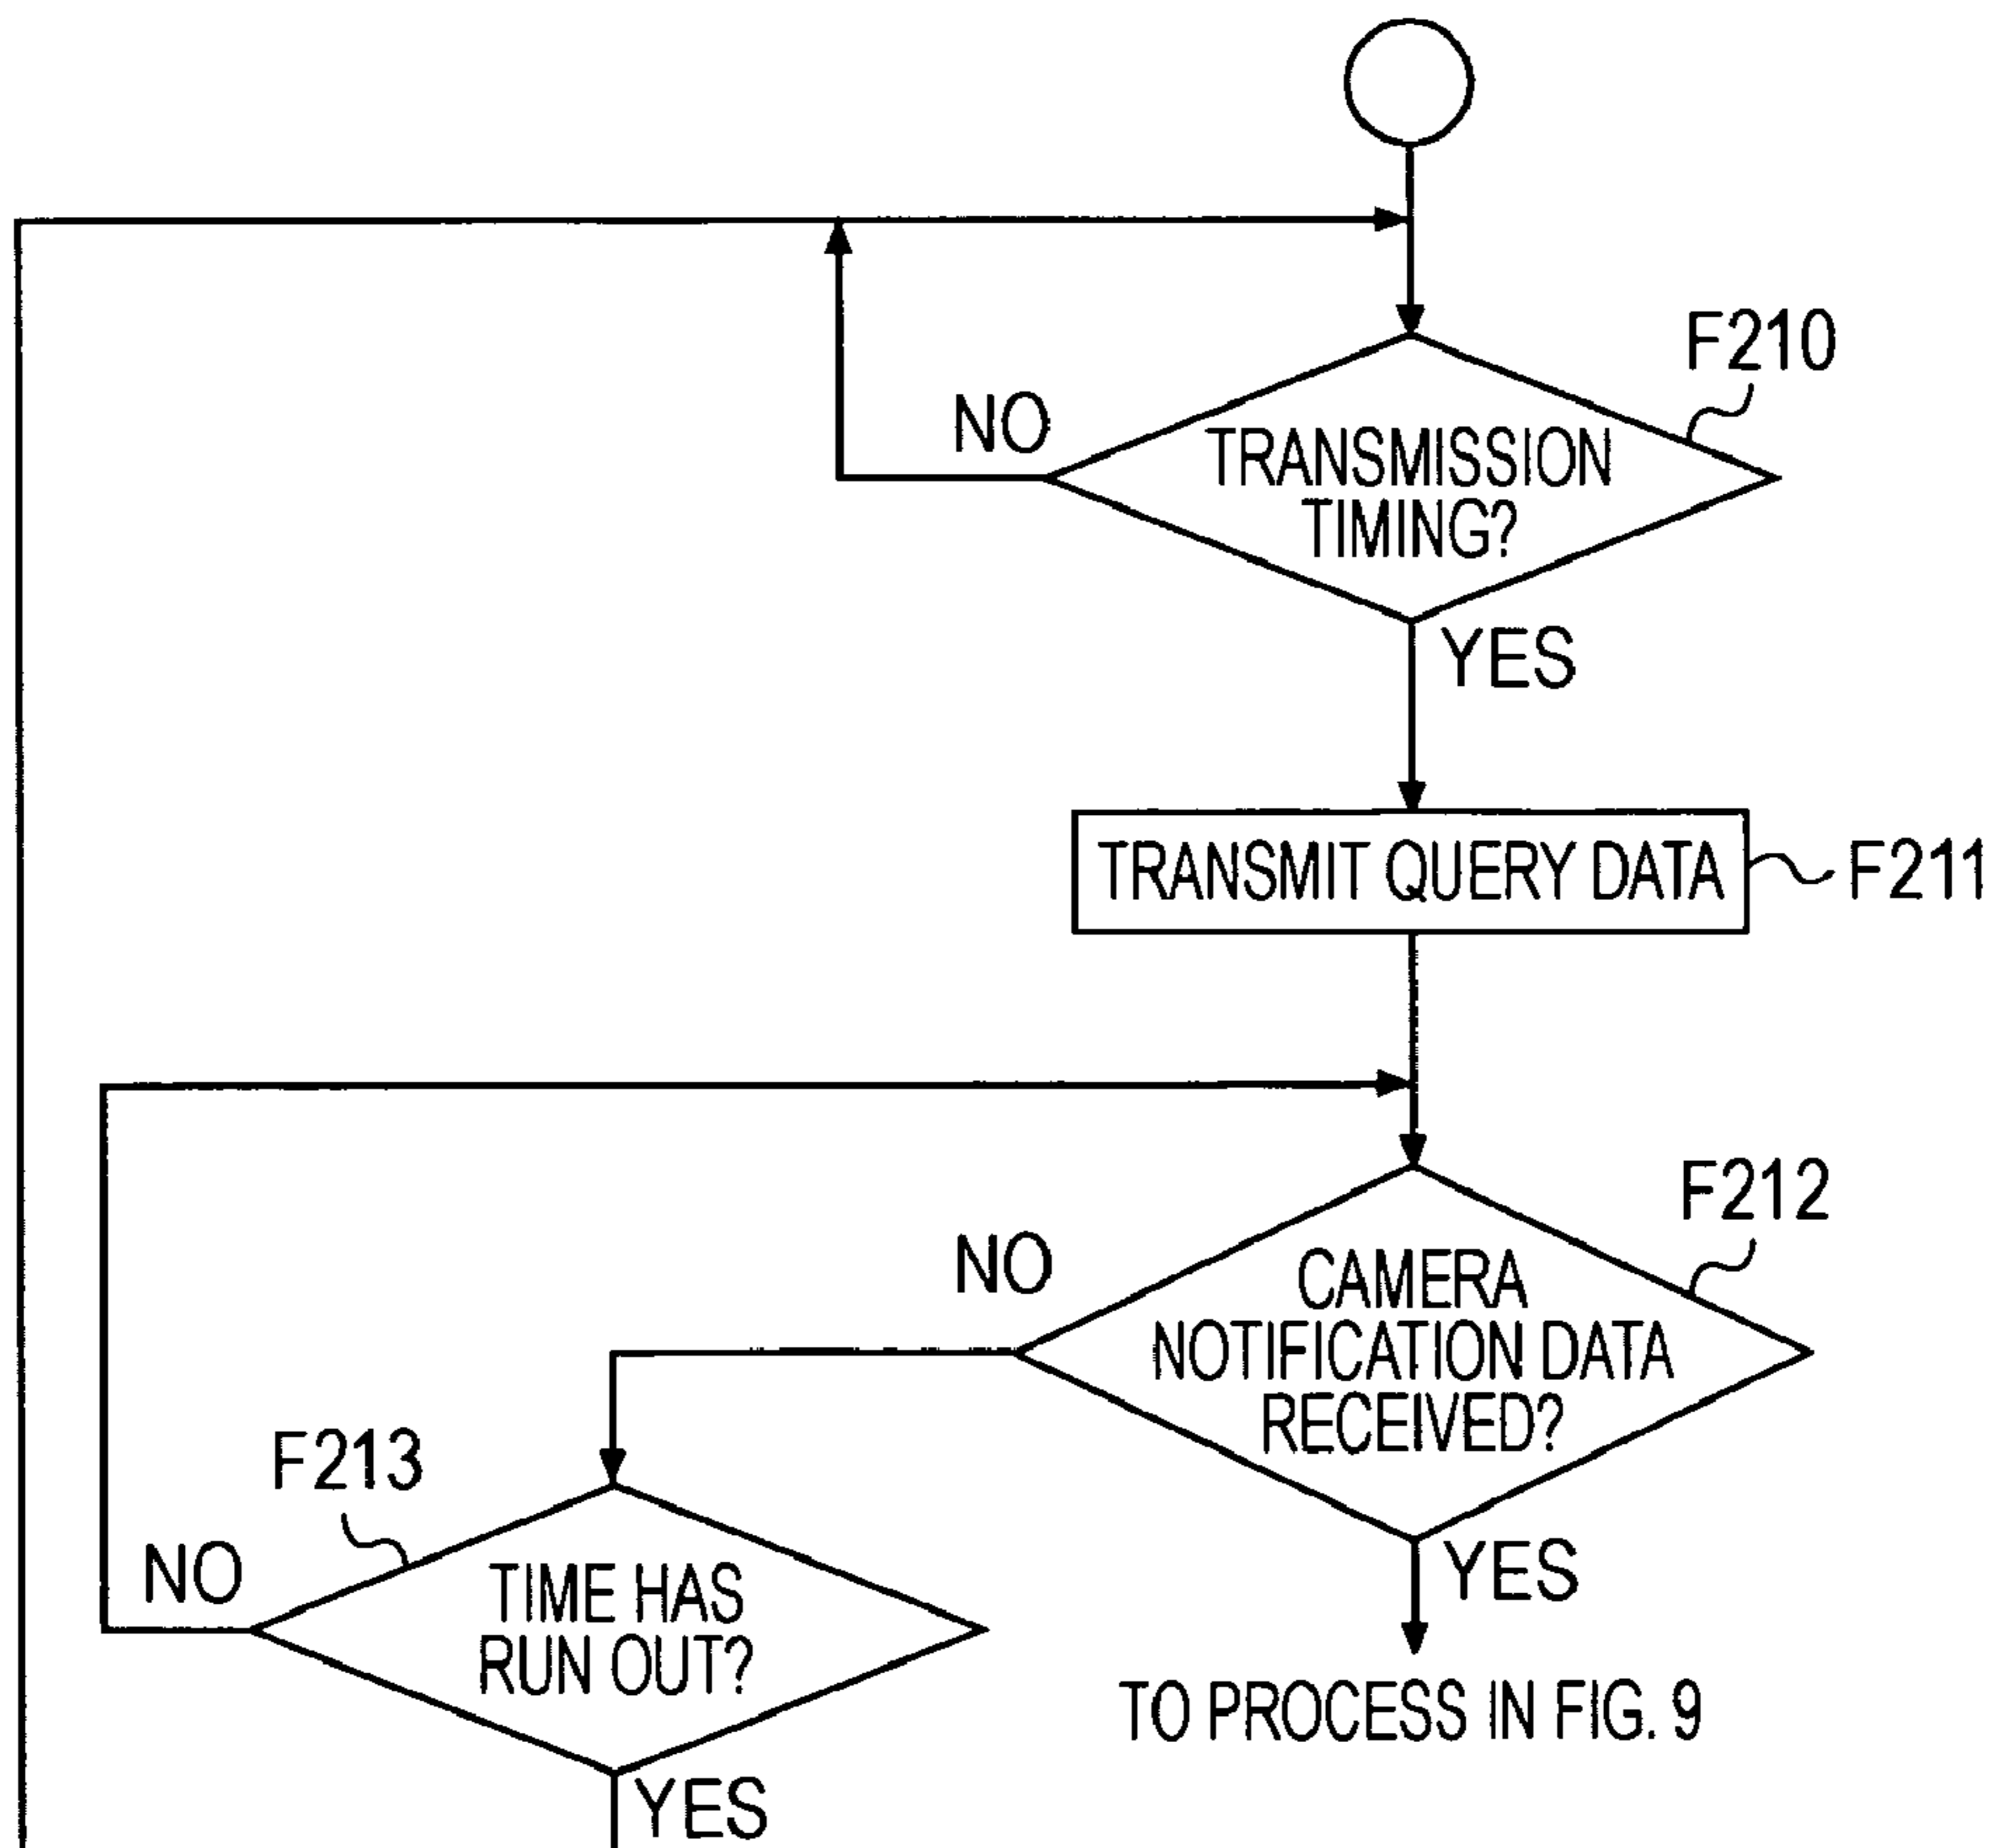 F210
NO
TRANSMISSION
TIMING?
YES
TRANSMIT QUERY DATA
F211
F212
NO
CAMERA
NOTIFICATION DATA
RECEIVED?
F213
NO
TIME HAS
RUN OUT?
YES
TO PROCESS IN FIG. 9
YES